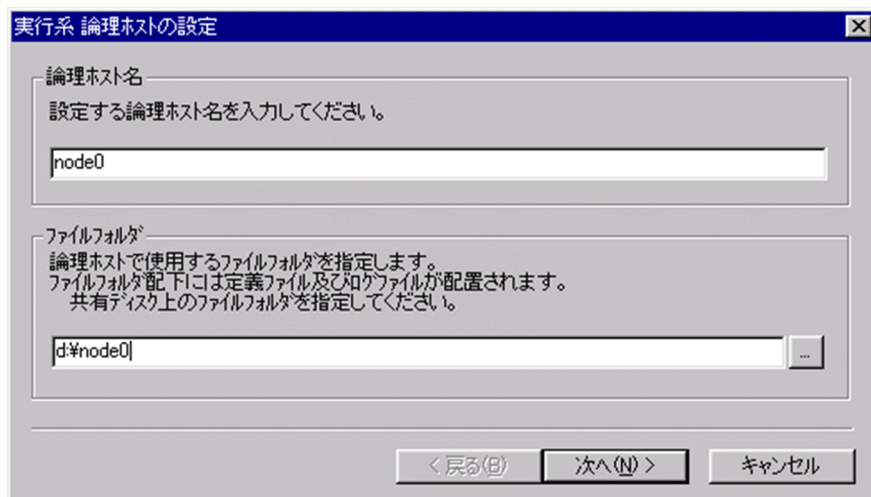 実行系 論理ホストの設定
論理ホスト名
設定する論理ホスト名を入力してください。
node0
ファイルフォルダ
論理ホストで使用するファイルフォルダを指定します。
ファイルフォルダ配下には定義ファイル及びログファイルが配置されます。
共有ディスク上のファイルフォルダを指定してください。
d:¥node0
...
< 戻る(B)
次へ(N) >
キャンセル